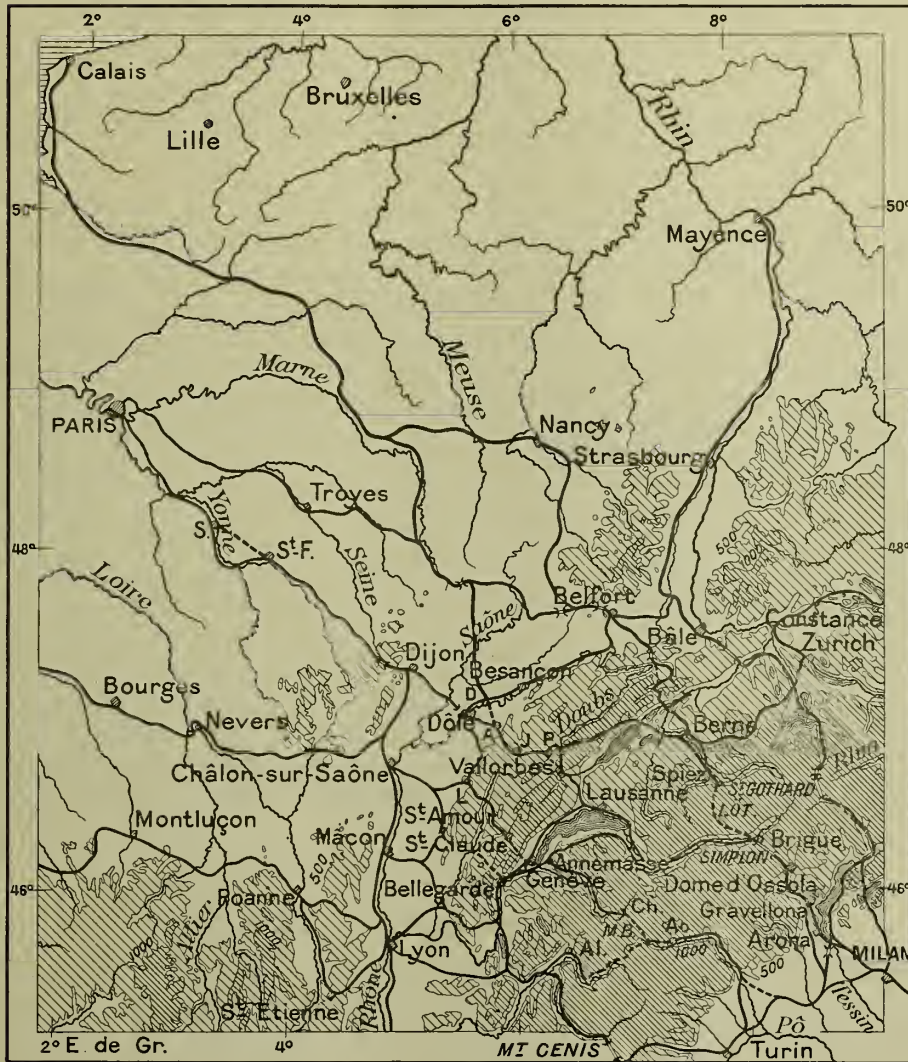 2° 4° 6° 8°
Calais
Bruxelles
Lille
Rhin
50° 50°
Mayence
Marne
Meuse
PARIS
Nancy
Strasbourg
Troyes
Yonne
S.
St F.
48° 48°
Seine
Loire
Saône
Belfort
Bâle
Constance
Zurich
500
1000
Dijon
Besançon
D
Doubs
Bourges
Nevers
Dôle
A
J P
Berne
Châlon-sur-Saône
Vallorbes
Spiez
St GOTHARD
Rhin
Lausanne
LÖT
L
St Amour
Montluçon
Mâcon
St Claude
Brigue
SIMPLON
Annemasse
Genève
46° 46°
500
Roanne
Bellegarde
Dome d'Ossola
Ch.
Gravellona
M.B.
Ao.
Allier
1000
1000
Lyon
Al.
1000
Arona
500
MILAN
Tessin
St Etienne
Rhône
Pô
2° E. de Gr. 4° MT CENIS Turin